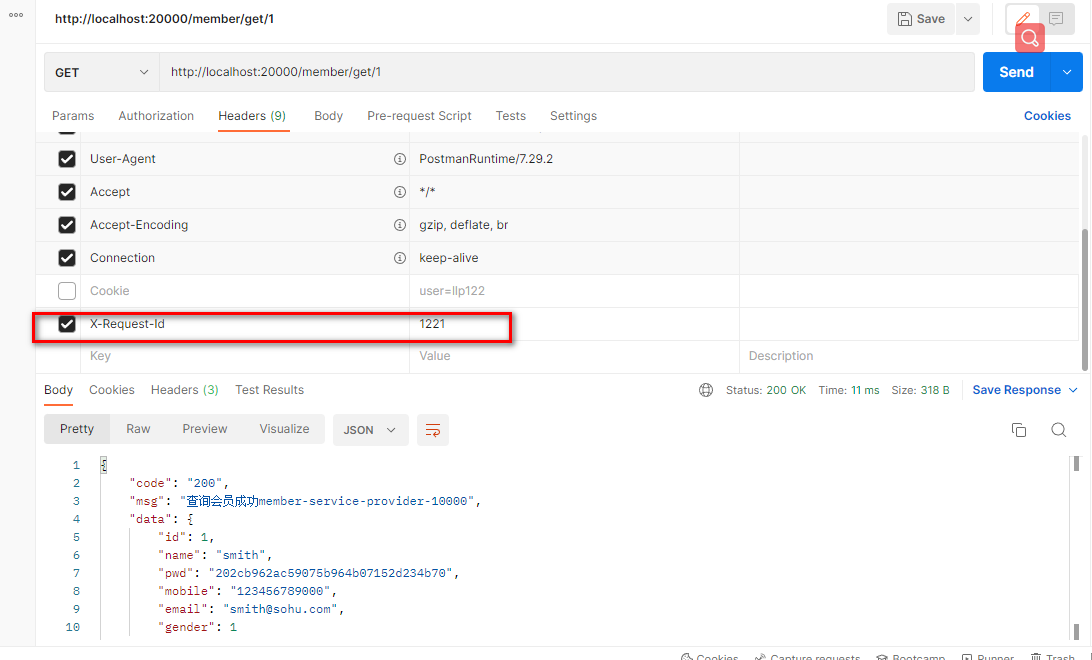 http://localhost:20000/member/get/1
Save
GET
http://localhost:20000/member/get/1
Send
Params Authorization Headers (9) Body Pre-request Script Tests Settings Cookies
User-Agent PostmanRuntime/7.29.2
Accept */*
Accept-Encoding gzip, deflate, br
Connection keep-alive
Cookie user=llp122
X-Request-Id 1221
Key Value Description
Body Cookies Headers (3) Test Results Status: 200 OK Time: 11 ms Size: 318 B Save Response
Pretty Raw Preview Visualize JSON
1 {
2 "code": "200",
3 "msg": "查询会员成功member-service-provider-10000",
4 "data": {
5 "id": 1,
6 "name": "smith",
7 "pwd": "202cb962ac59075b964b07152d234b70",
8 "mobile": "123456789000",
9 "email": "smith@sohu.com",
10 "gender": 1
Cookies Capture requests Bootcamp Runner Trash